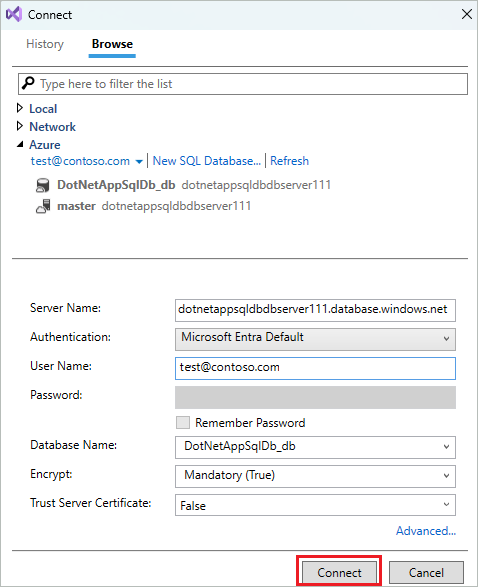 Connect
History Browse
Type here to filter the list
Local
Network
Azure
test@contoso.com New SQL Database... Refresh
DotNetAppSqlDb_db dotnetappsqldbdbserver111
master dotnetappsqldbdbserver111
Server Name: dotnetappsqldbdbserver111.database.windows.net
Authentication: Microsoft Entra Default
User Name: test@contoso.com
Password:
Remember Password
Database Name: DotNetAppSqlDb_db
Encrypt: Mandatory (True)
Trust Server Certificate: False
Advanced...
Connect Cancel